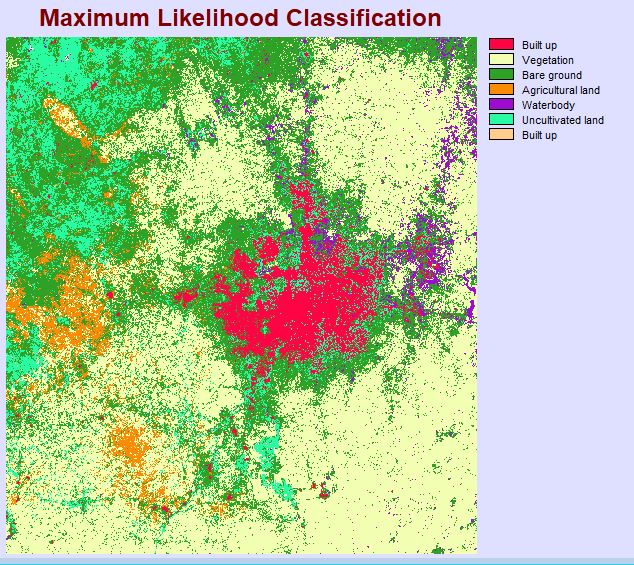 Maximum Likelihood Classification
Built up
Vegetation
Bare ground
Agricultural land
Waterbody
Uncultivated land
Built up